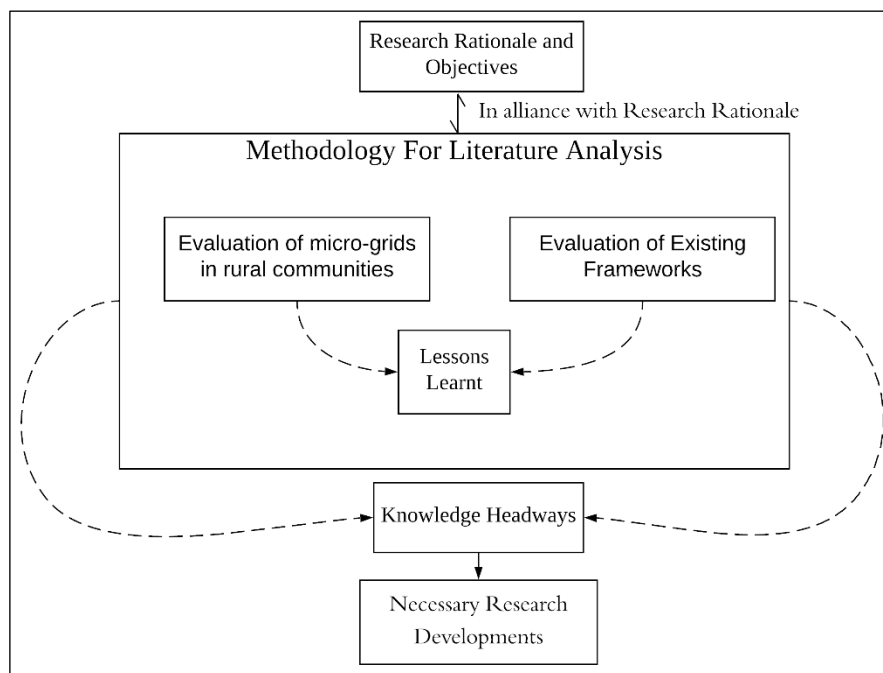 Research Rationale and
Objectives
In alliance with Research Rationale
Methodology For Literature Analysis
Evaluation of micro-grids
in rural communities
Evaluation of Existing
Frameworks
Lessons
Learnt
Knowledge Headways
Necessary Research
Developments